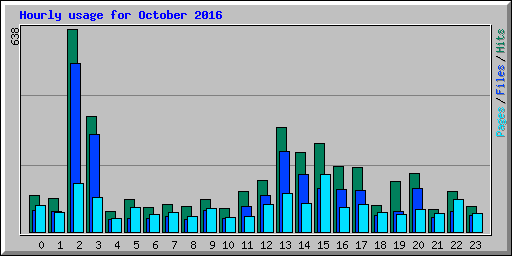 Hourly usage for October 2016
638
Pages / Files / Hits
0 1 2 3 4 5 6 7 8 9 10 11 12 13 14 15 16 17 18 19 20 21 22 23